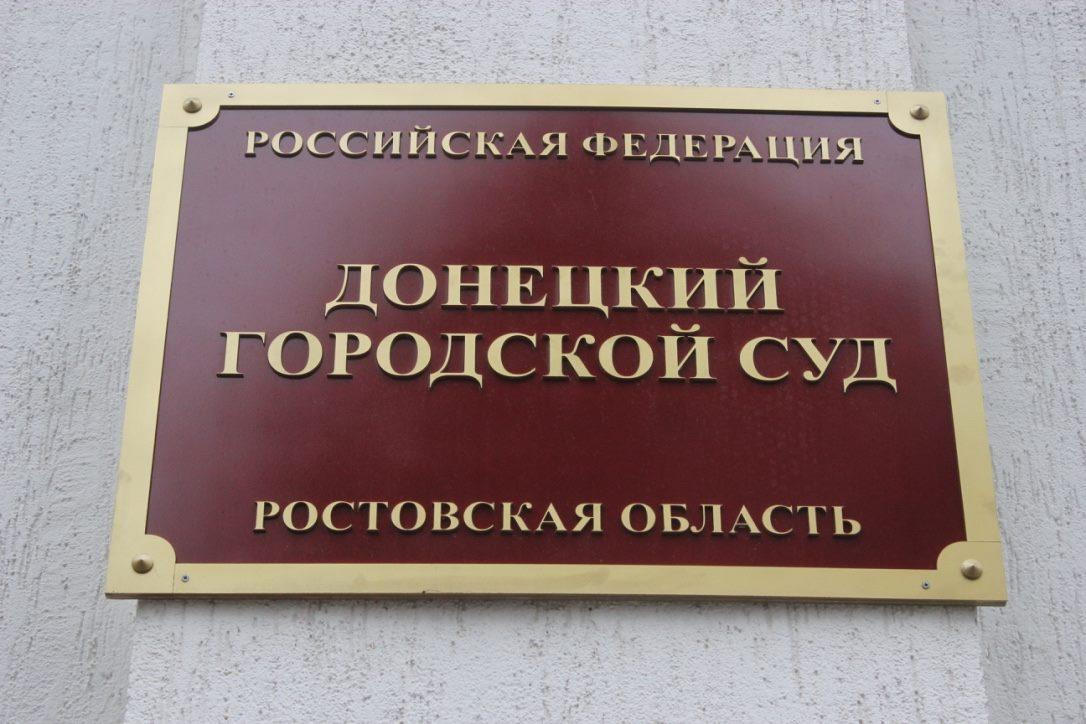 РОССИЙСКАЯ ФЕДЕРАЦИЯ
ДОНЕЦКИЙ
ГОРОДСКОЙ СУД
РОСТОВСКАЯ ОБЛАСТЬ